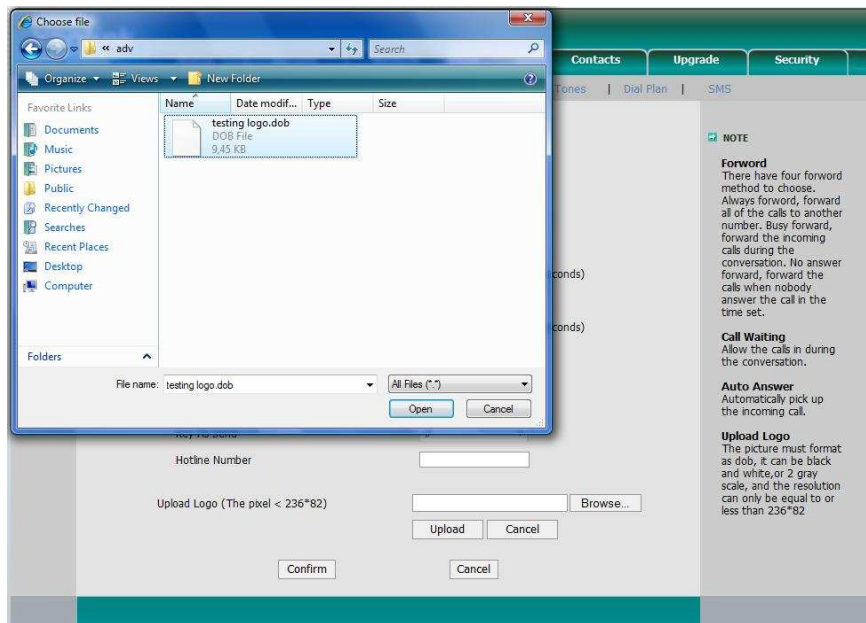 Choose file
« adv
Search
Organize Views New Folder
Favorite Links
Documents
Music
Pictures
Public
Recently Changed
Searches
Recent Places
Desktop
Computer
Folders
Name Date modif... Type Size
testing logo.dob
DOB File
9,45 KB
File name: testing logo.dob All Files (*.*)
Open Cancel
Contacts Upgrade Security
Tones | Dial Plan | SMS
conds)
conds)
Key As Send #
Hotline Number
Upload Logo (The pixel < 236*82) Browse...
Upload Cancel
Confirm Cancel
NOTE
Forword
There have four forword
method to choose.
Always forword, forward
all of the calls to another
number. Busy forward,
forward the incoming
calls during the
conversation. No answer
forward, forward the
calls when nobody
answer the call in the
time set.
Call Waiting
Allow the calls in during
the conversation.
Auto Answer
Automatically pick up
the incoming call.
Upload Logo
The picture must format
as dob, it can be black
and white,or 2 gray
scale, and the resolution
can only be equal to or
less than 236*82